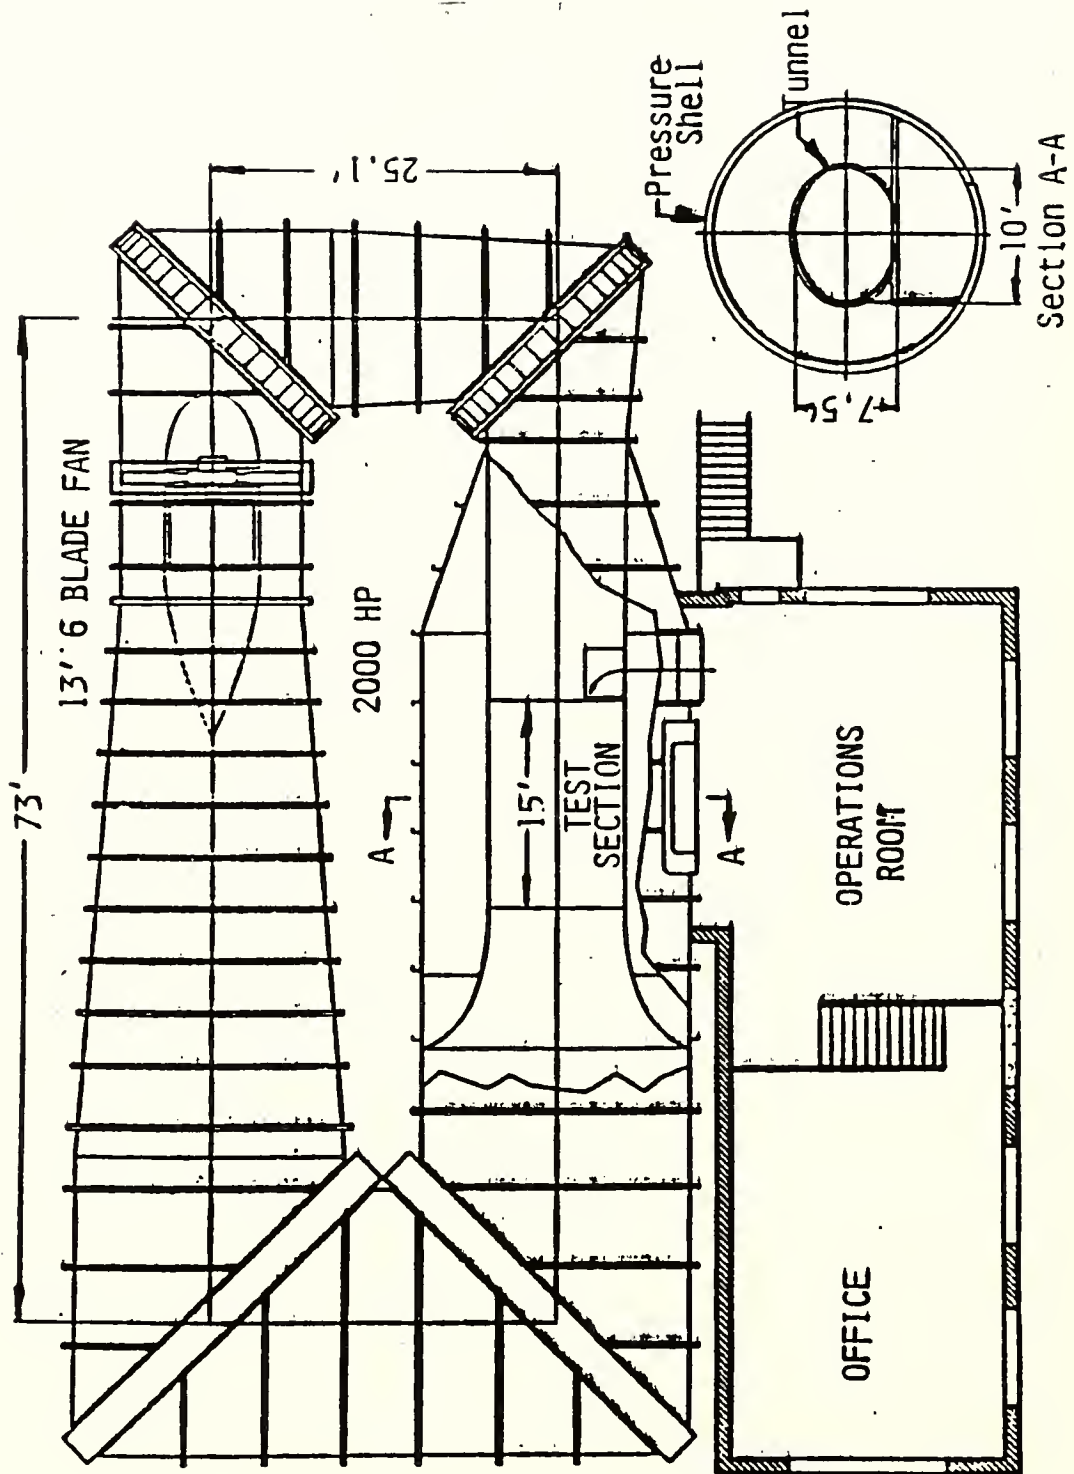 73'
13'' 6 BLADE FAN
25.1'
2000 HP
A
15'
TEST
SECTION
A
Pressure
Shell
Tunnel
7.5'
10'
Section A-A
OPERATIONS
ROOM
OFFICE